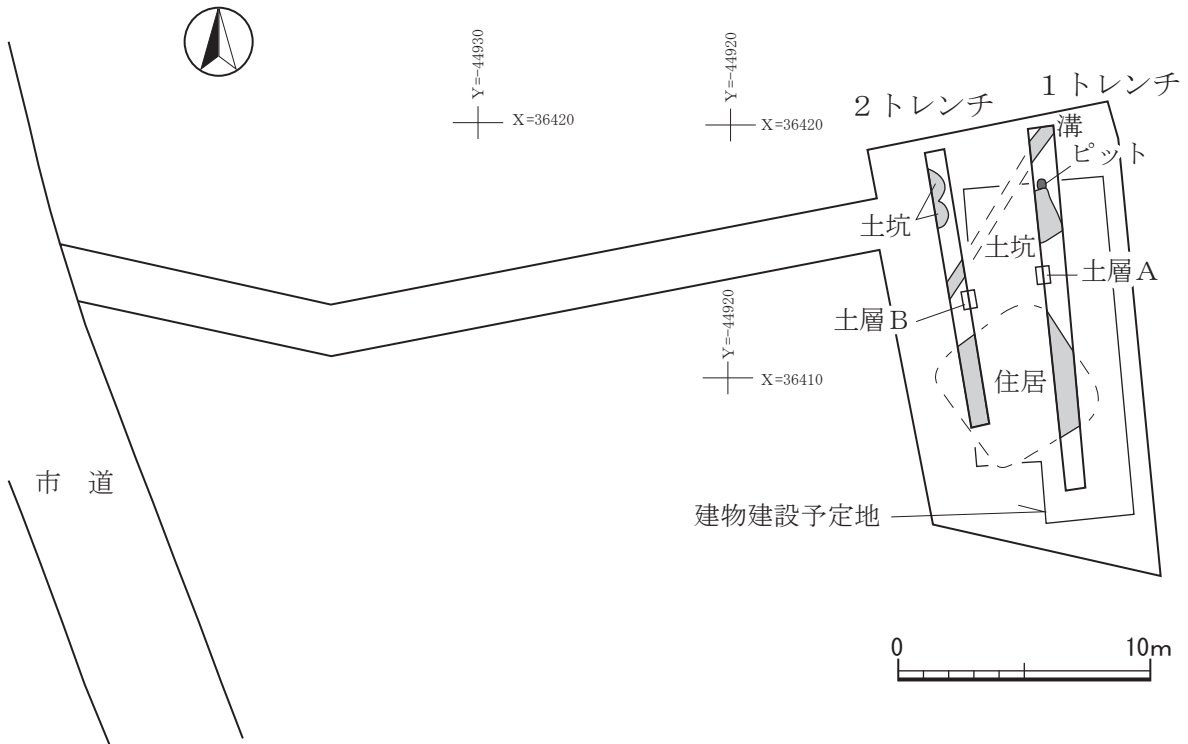 Y=-44930
X=36420
Y=-44920
X=36420
2トレンチ
1トレンチ
溝
ピット
土坑
土坑
土層A
土層B
Y=-44920
X=36410
住居
市 道
建物建設予定地
0
10m